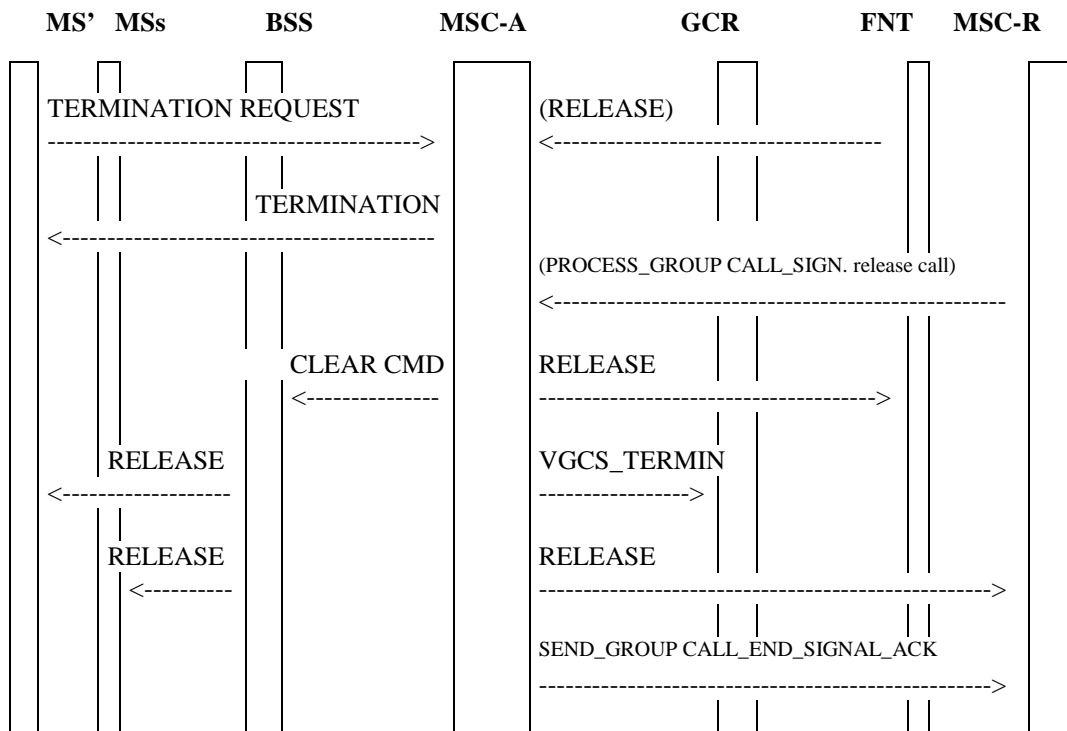 MS’ MSs BSS MSC-A GCR FNT MSC-R
TERMINATION REQUEST (RELEASE)
-------------------------------------------> <--------------------------------------
TERMINATION
<-------------------------------------------
(PROCESS_GROUP CALL_SIGN. release call)
<------------------------------------------------------
CLEAR CMD RELEASE
<--------------- --------------------------------------->
RELEASE VGCS_TERMIN
<------------------- ----------------->
RELEASE RELEASE
<---------- ---------------------------------------------------->
SEND_GROUP CALL_END_SIGNAL_ACK
---------------------------------------------------->